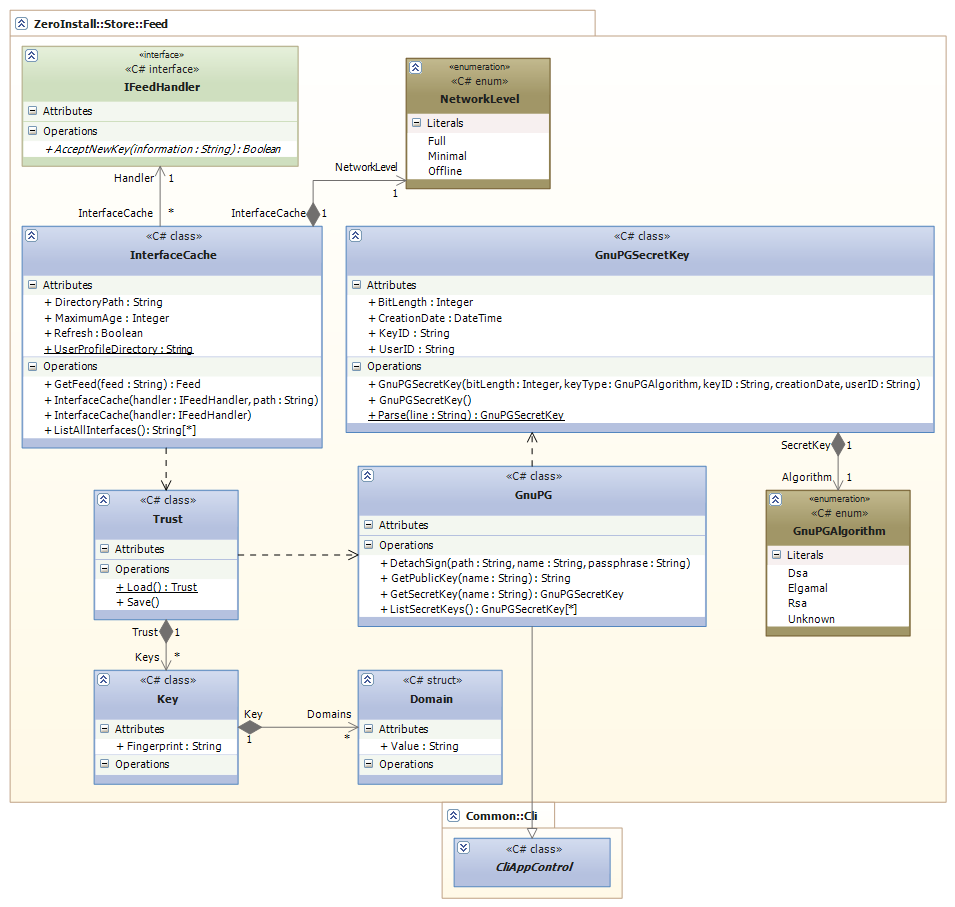 ZeroInstall::Store::Feed
«interface»
«C# interface»
IFeedHandler
Attributes
Operations
+ AcceptNewKey(information : String) : Boolean
«enumeration»
«C# enum»
NetworkLevel
Literals
Full
Minimal
Offline
Handler
1
InterfaceCache
*
NetworkLevel
1
InterfaceCache
1
«C# class»
InterfaceCache
Attributes
+ DirectoryPath : String
+ MaximumAge : Integer
+ Refresh : Boolean
+ UserProfileDirectory : String
Operations
+ GetFeed(feed : String) : Feed
+ InterfaceCache(handler : IFeedHandler, path : String)
+ InterfaceCache(handler : IFeedHandler)
+ ListAllInterfaces() : String[*]
«C# class»
GnuPGSecretKey
Attributes
+ BitLength : Integer
+ CreationDate : DateTime
+ KeyID : String
+ UserID : String
Operations
+ GnuPGSecretKey(bitLength : Integer, keyType : GnuPGAlgorithm, keyID : String, creationDate, userID : String)
+ GnuPGSecretKey()
+ Parse(line : String) : GnuPGSecretKey
SecretKey
1
Algorithm
1
«C# class»
Trust
Attributes
Operations
+ Load() : Trust
+ Save()
«C# class»
GnuPG
Attributes
Operations
+ DetachSign(path : String, name : String, passphrase : String)
+ GetPublicKey(name : String) : String
+ GetSecretKey(name : String) : GnuPGSecretKey
+ ListSecretKeys() : GnuPGSecretKey[*]
«enumeration»
«C# enum»
GnuPGAlgorithm
Literals
Dsa
Elgamal
Rsa
Unknown
Trust
1
Keys
*
«C# class»
Key
Attributes
+ Fingerprint : String
Operations
Key
1
Domains
*
«C# struct»
Domain
Attributes
+ Value : String
Operations
Common::Cli
«C# class»
CliAppControl